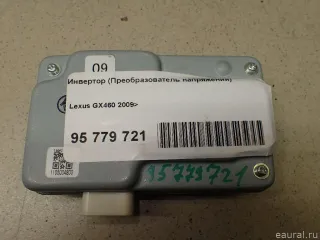 09
Инвертор (Преобразователь напряжения)
Lexus GX460 2009>
95 779 721
95779721
eaural.ru